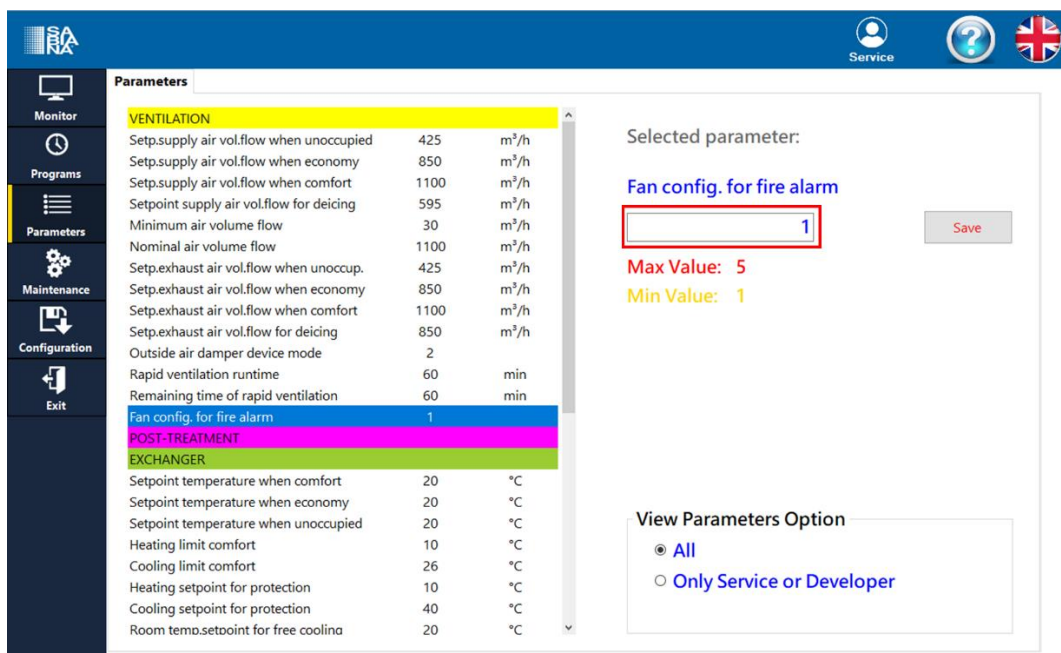 SABANA
Service
Monitor
Programs
Parameters
Maintenance
Configuration
Exit
Parameters
VENTILATION
Setp.supply air vol.flow when unoccupied 425 m³/h
Setp.supply air vol.flow when economy 850 m³/h
Setp.supply air vol.flow when comfort 1100 m³/h
Setpoint supply air vol.flow for deicing 595 m³/h
Minimum air volume flow 30 m³/h
Nominal air volume flow 1100 m³/h
Setp.exhaust air vol.flow when unoccup. 425 m³/h
Setp.exhaust air vol.flow when economy 850 m³/h
Setp.exhaust air vol.flow when comfort 1100 m³/h
Setp.exhaust air vol.flow for deicing 850 m³/h
Outside air damper device mode 2
Rapid ventilation runtime 60 min
Remaining time of rapid ventilation 60 min
Fan config. for fire alarm 1
POST-TREATMENT
EXCHANGER
Setpoint temperature when comfort 20 °C
Setpoint temperature when economy 20 °C
Setpoint temperature when unoccupied 20 °C
Heating limit comfort 10 °C
Cooling limit comfort 26 °C
Heating setpoint for protection 10 °C
Cooling setpoint for protection 40 °C
Room temp.setpoint for free cooling 20 °C
Selected parameter:
Fan config. for fire alarm
1
Save
Max Value: 5
Min Value: 1
View Parameters Option
All
Only Service or Developer